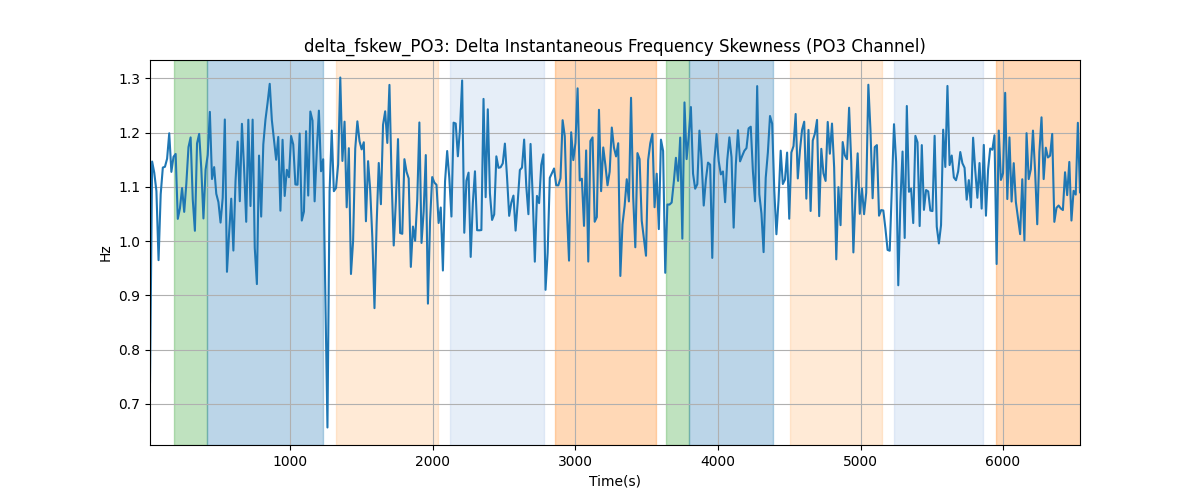 delta_fskew_PO3: Delta Instantaneous Frequency Skewness (PO3 Channel)
1.3
1.2
1.1
1.0
0.9
0.8
0.7
Hz
1000 2000 3000 4000 5000 6000
Time(s)